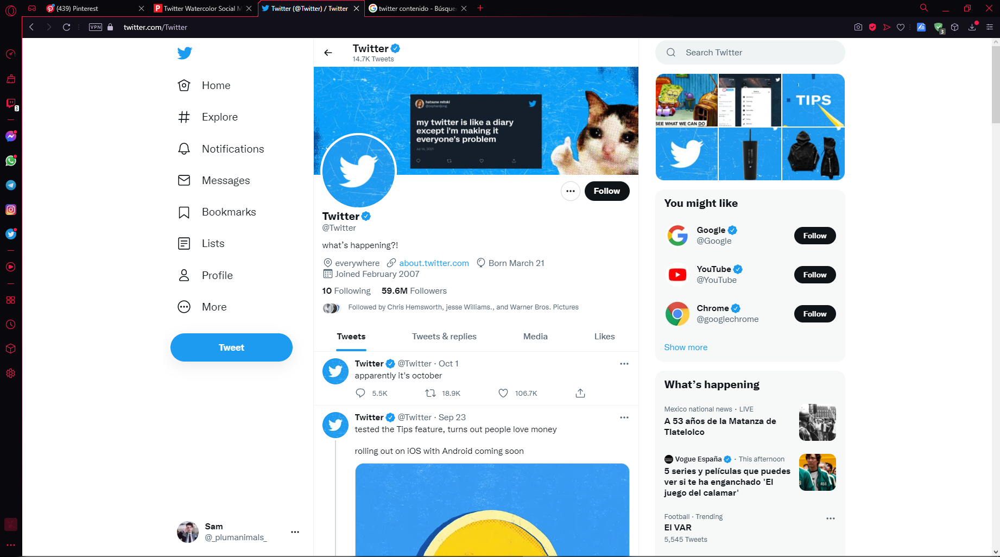 (439) Pinterest
Twitter Watercolor Social M
Twitter (@Twitter) / Twitter
twitter contenido - Búsque
VPN
twitter.com/Twitter
3
3
Home
Explore
Notifications
Messages
Bookmarks
Lists
Profile
More
Tweet
Sam
@_plumanimals_
Twitter
14.7K Tweets
hatsune mitski
my twitter is like a diary
except i'm making it
everyone's problem
Jul 14, 2021
Follow
Twitter
@Twitter
what's happening?!
everywhere about.twitter.com Born March 21
Joined February 2007
10 Following 59.6M Followers
Followed by Chris Hemsworth, jesse Williams., and Warner Bros. Pictures
Tweets Tweets & replies Media Likes
Twitter @Twitter · Oct 1
apparently it's october
5.5K 18.9K 106.7K
Twitter @Twitter · Sep 23
tested the Tips feature, turns out people love money
rolling out on iOS with Android coming soon
Search Twitter
SEE WHAT WE CAN DO
TIPS
You might like
Google
@Google
Follow
YouTube
@YouTube
Follow
Chrome
@googlechrome
Follow
Show more
What's happening
Mexico national news · LIVE
A 53 años de la Matanza de
Tlatelolco
Vogue España · This afternoon
5 series y películas que puedes
ver si te ha enganchado 'El
juego del calamar'
456
Football · Trending
El VAR
5,545 Tweets